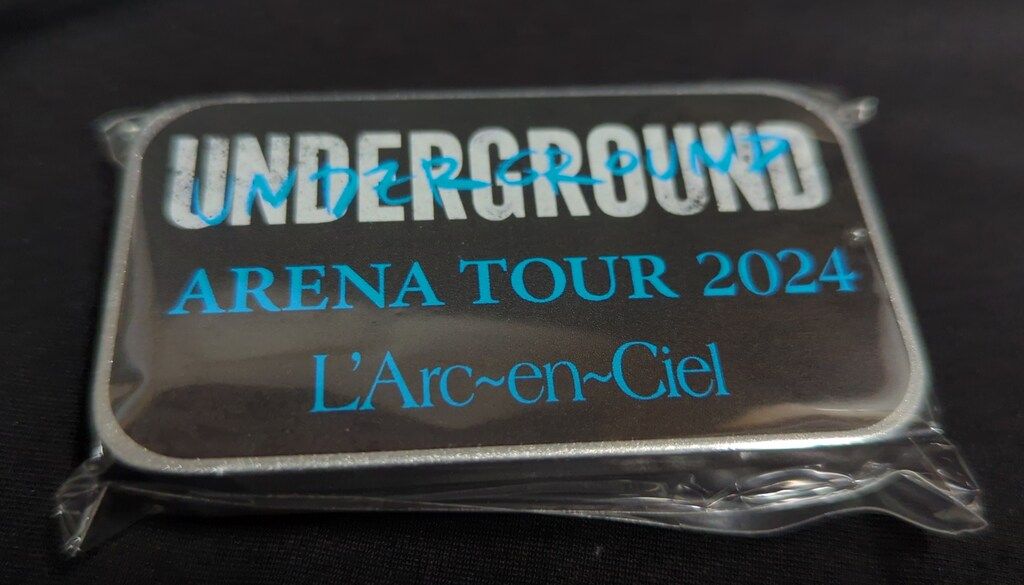 UNDERGROUND
UNDERGROUND
ARENA TOUR 2024
L'Arc~en~Ciel